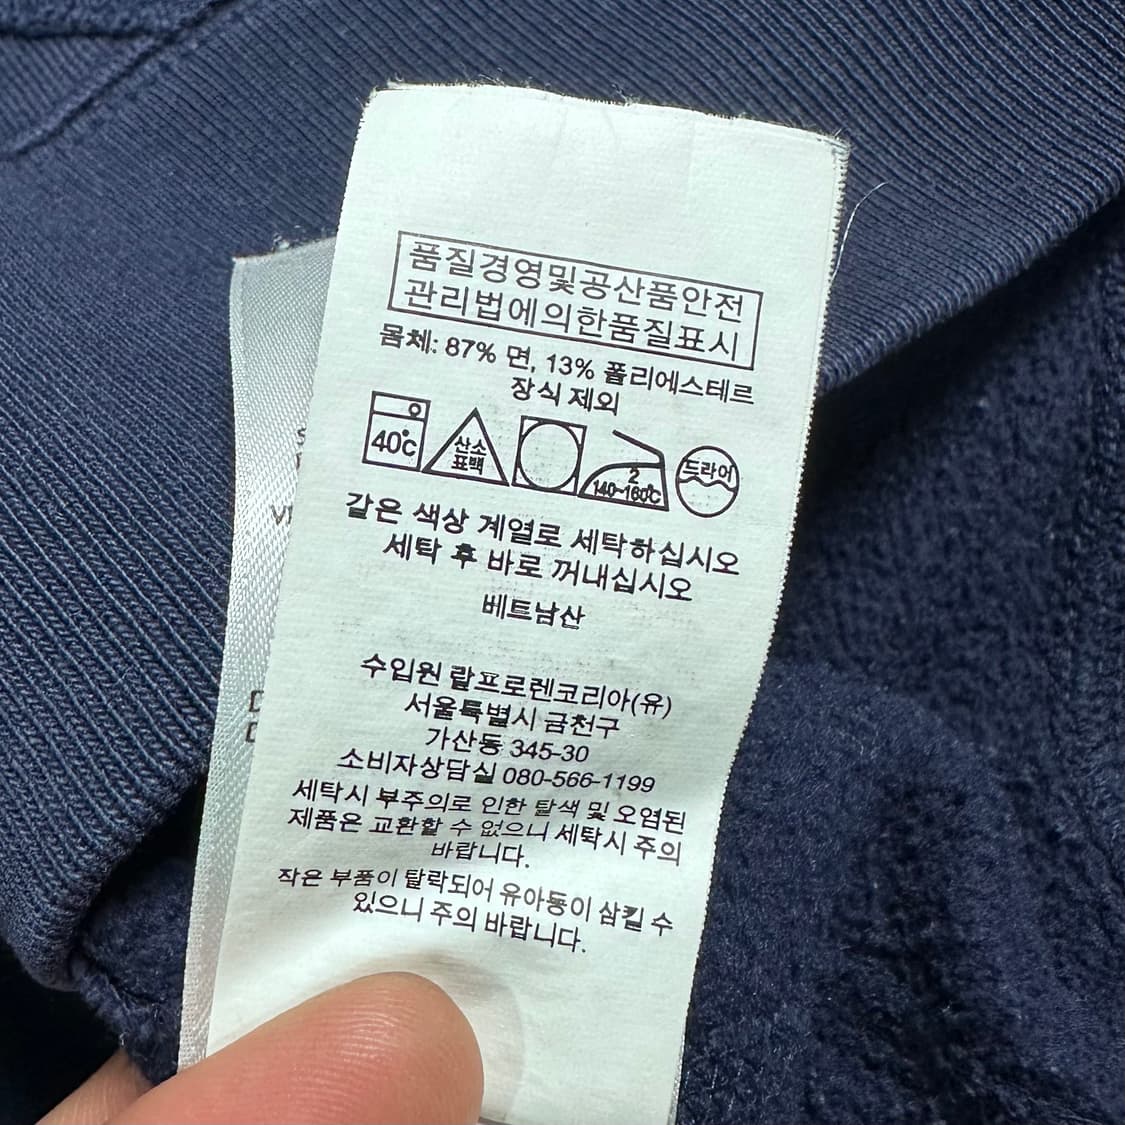 품질경영및공산품안전
관리법에의한품질표시
몸체: 87% 면, 13% 폴리에스테르
장식 제외
40℃
산소
표백
2
140~160℃
드라이
같은 색상 계열로 세탁하십시오
세탁 후 바로 꺼내십시오
베트남산
수입원 랄프로렌코리아(유)
서울특별시 금천구
가산동 345-30
소비자상담실 080-566-1199
세탁시 부주의로 인한 탈색 및 오염된
제품은 교환할 수 없으니 세탁시 주의
바랍니다.
작은 부품이 탈락되어 유아동이 삼킬 수
있으니 주의 바랍니다.